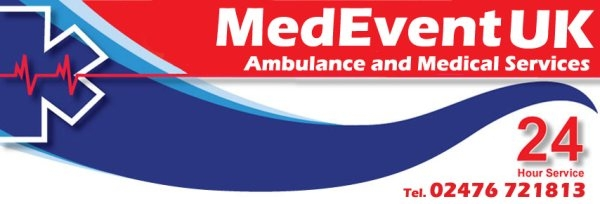 MedEvent UK
Ambulance and Medical Services
24
Hour Service
Tel. 02476 721813